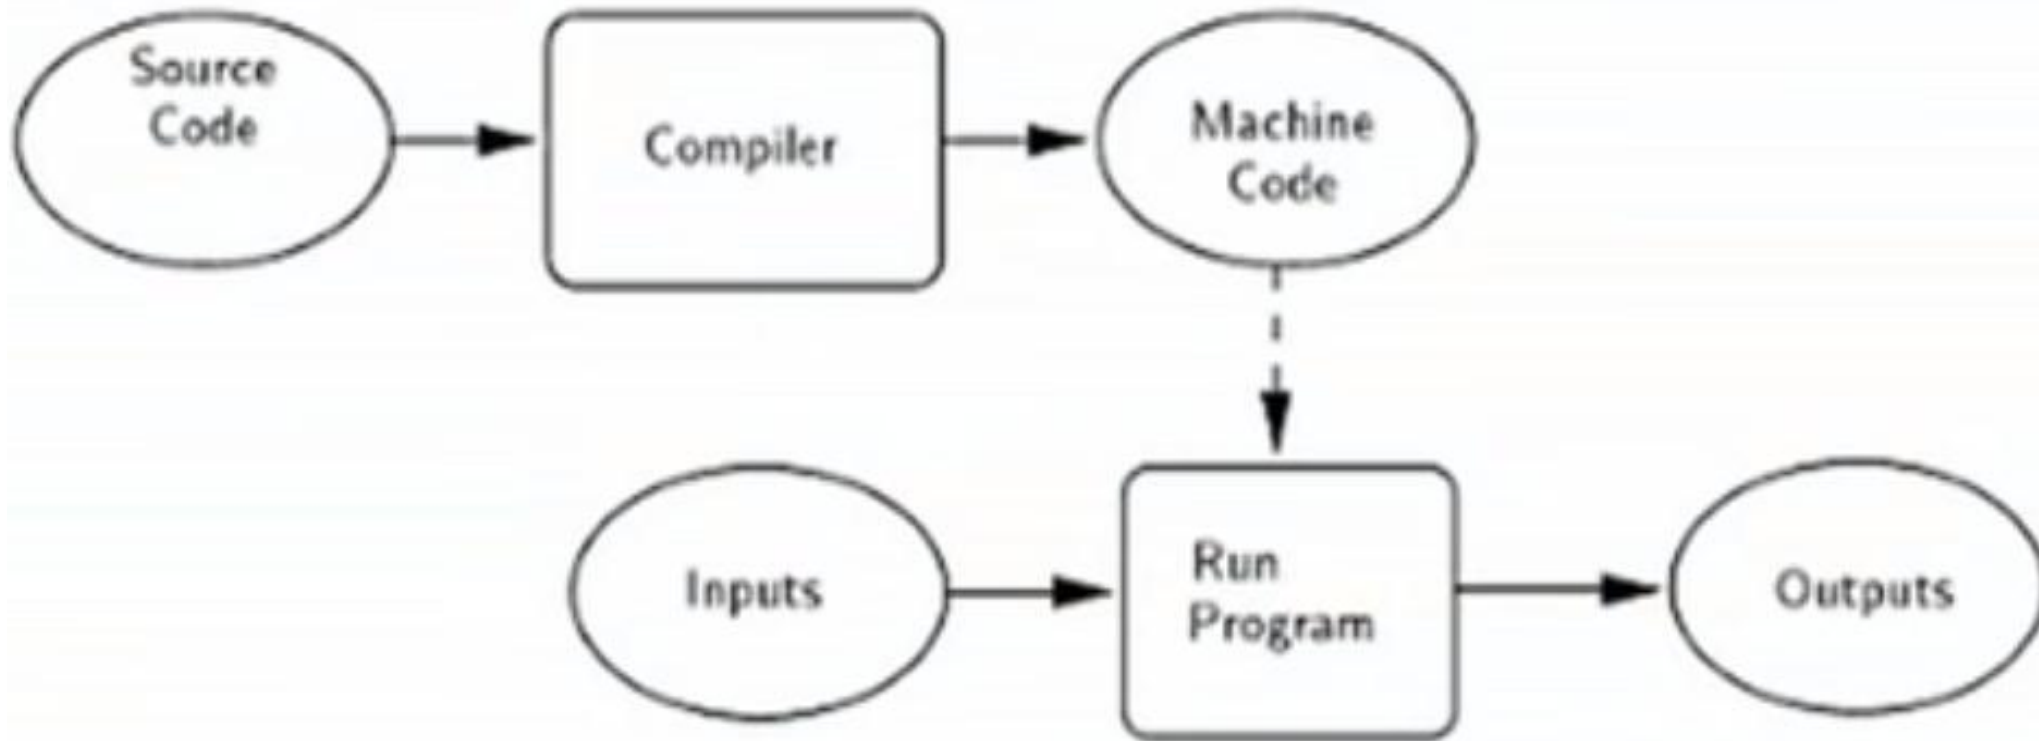 Source
Code
Compiler
Machine
Code
Inputs
Run
Program
Outputs